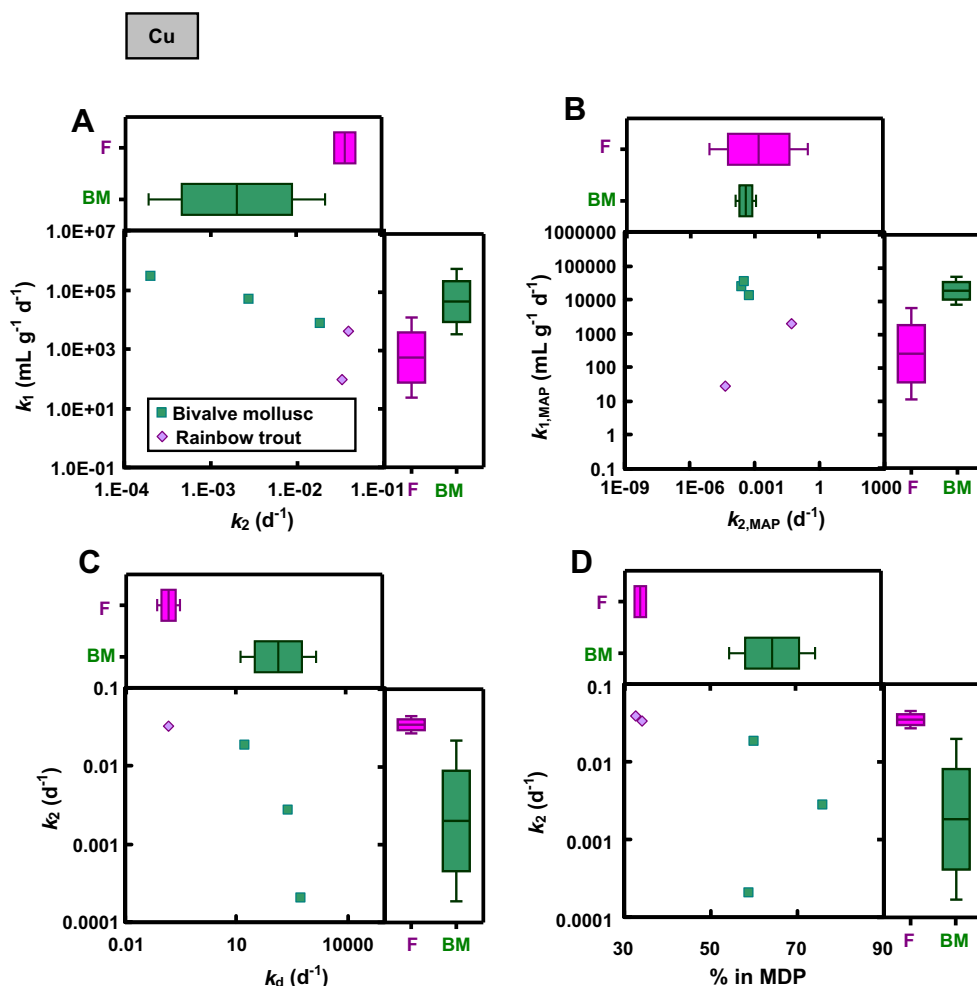 Cu
A
F
BM
1.0E+07
1.0E+05
1.0E+03
1.0E+01
1.0E-01
k₁ (mL g⁻¹ d⁻¹)
Bivalve mollusc
Rainbow trout
1.E-04
1.E-03
1.E-02
1.E-01
F
BM
k₂ (d⁻¹)
B
F
BM
1000000
100000
10000
1000
100
10
1
0.1
k₁,MAP (mL g⁻¹ d⁻¹)
1E-09
1E-06
0.001
1
1000
F
BM
k₂,MAP (d⁻¹)
C
F
BM
0.1
0.01
0.001
0.0001
k₂ (d⁻¹)
0.01
10
10000
F
BM
k_d (d⁻¹)
D
F
BM
0.1
0.01
0.001
0.0001
k₂ (d⁻¹)
30
50
70
90
F
BM
% in MDP